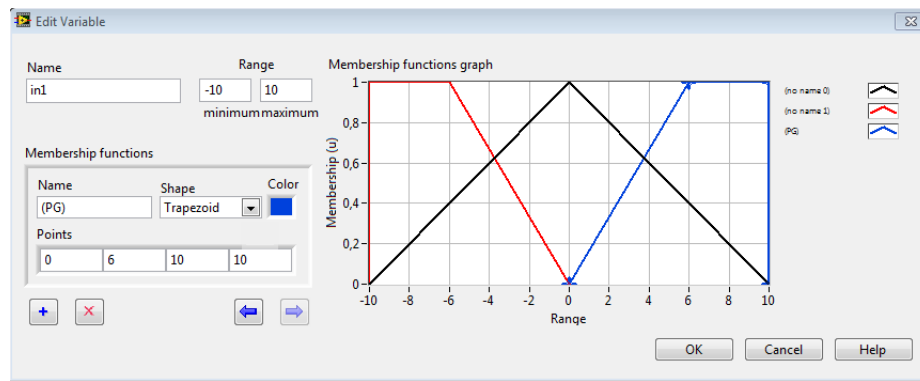 Edit Variable
Name
in1
Range
-10 10
minimum maximum
Membership functions
Name Shape Color
(PG) Trapezoid
Points
0 6 10 10
Membership functions graph
Membership (u)
1
0,8
0,6
0,4
0,2
0
-10 -8 -6 -4 -2 0 2 4 6 8 10
Range
(no name 0)
(no name 1)
(PG)
OK Cancel Help